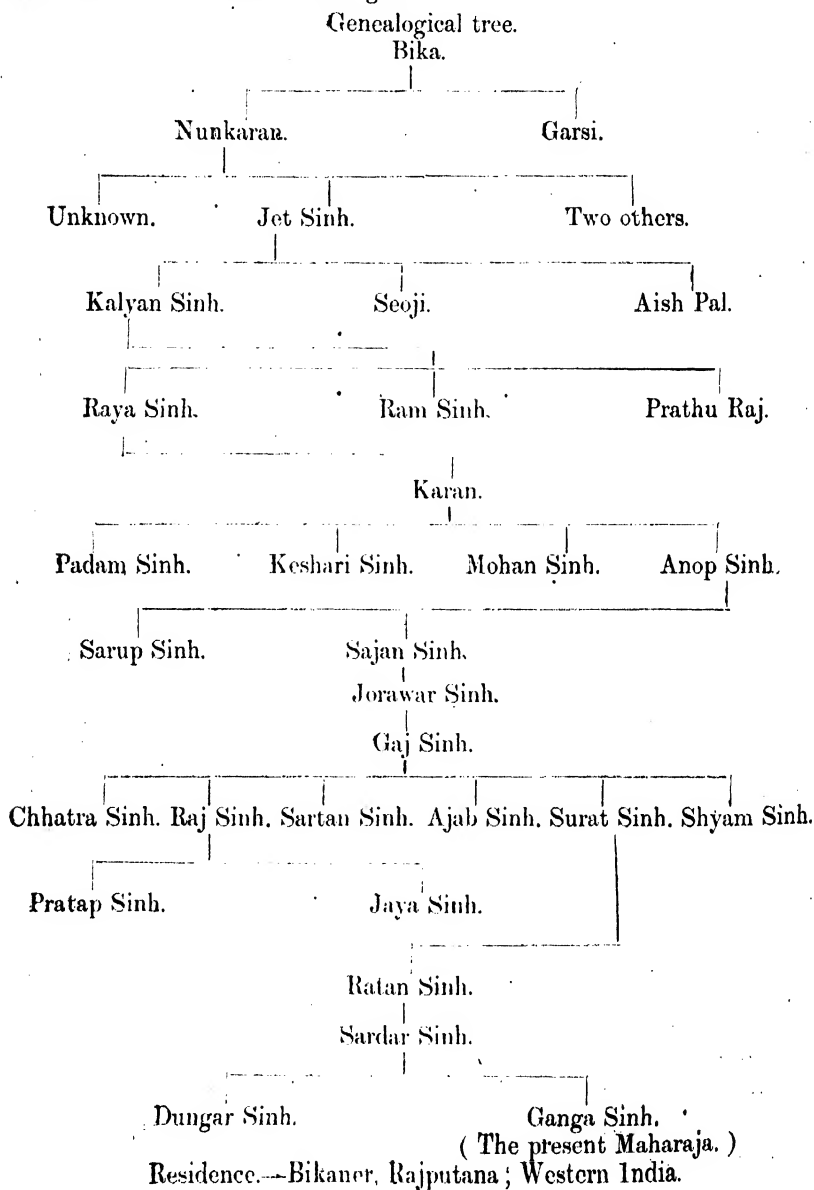 Genealogical tree.
Bika.
Nunkaran. Garsi.
Unknown. Jet Sinh. Two others.
Kalyan Sinh. Seoji. Aish Pal.
Raya Sinh. Ram Sinh. Prathu Raj.
Karan.
Padam Sinh. Keshari Sinh. Mohan Sinh. Anop Sinh.
Sarup Sinh. Sajan Sinh.
Jorawar Sinh.
Gaj Sinh.
Chhatra Sinh. Raj Sinh. Sartan Sinh. Ajab Sinh. Surat Sinh. Shyam Sinh.
Pratap Sinh. Jaya Sinh.
Ratan Sinh.
Sardar Sinh.
Dungar Sinh. Ganga Sinh.
( The present Maharaja. )
Residence.—Bikaner, Rajputana; Western India.